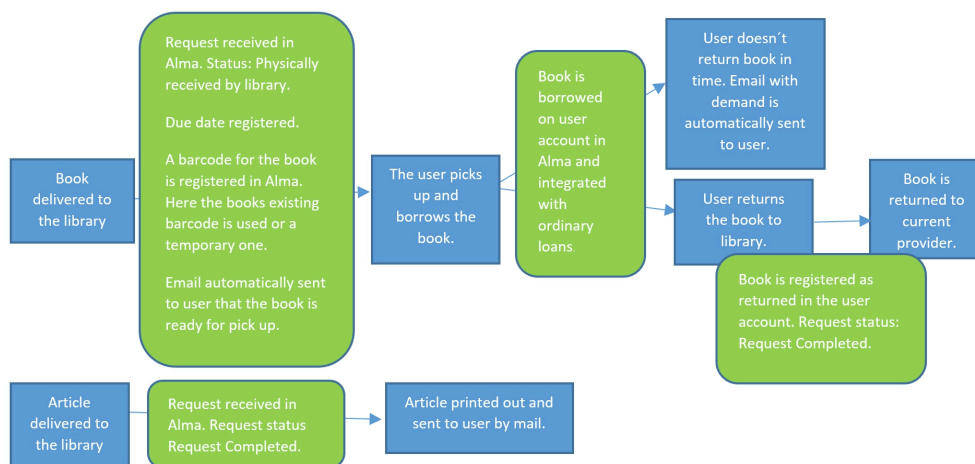 Book
delivered to
the library
Request received in
Alma. Status: Physically
received by library.
Due date registered.
A barcode for the book
is registered in Alma.
Here the books existing
barcode is used or a
temporary one.
Email automatically sent
to user that the book is
ready for pick up.
The user picks
up and
borrows the
book.
Book is
borrowed
on user
account in
Alma and
integrated
with
ordinary
loans.
User doesn´t
return book in
time. Email with
demand is
automatically sent
to user.
User returns
the book to
library.
Book is
returned to
current
provider.
Book is registered as
returned in the user
account. Request status:
Request Completed.
Article
delivered to
the library
Request received in
Alma. Request status
Request Completed.
Article printed out and
sent to user by mail.